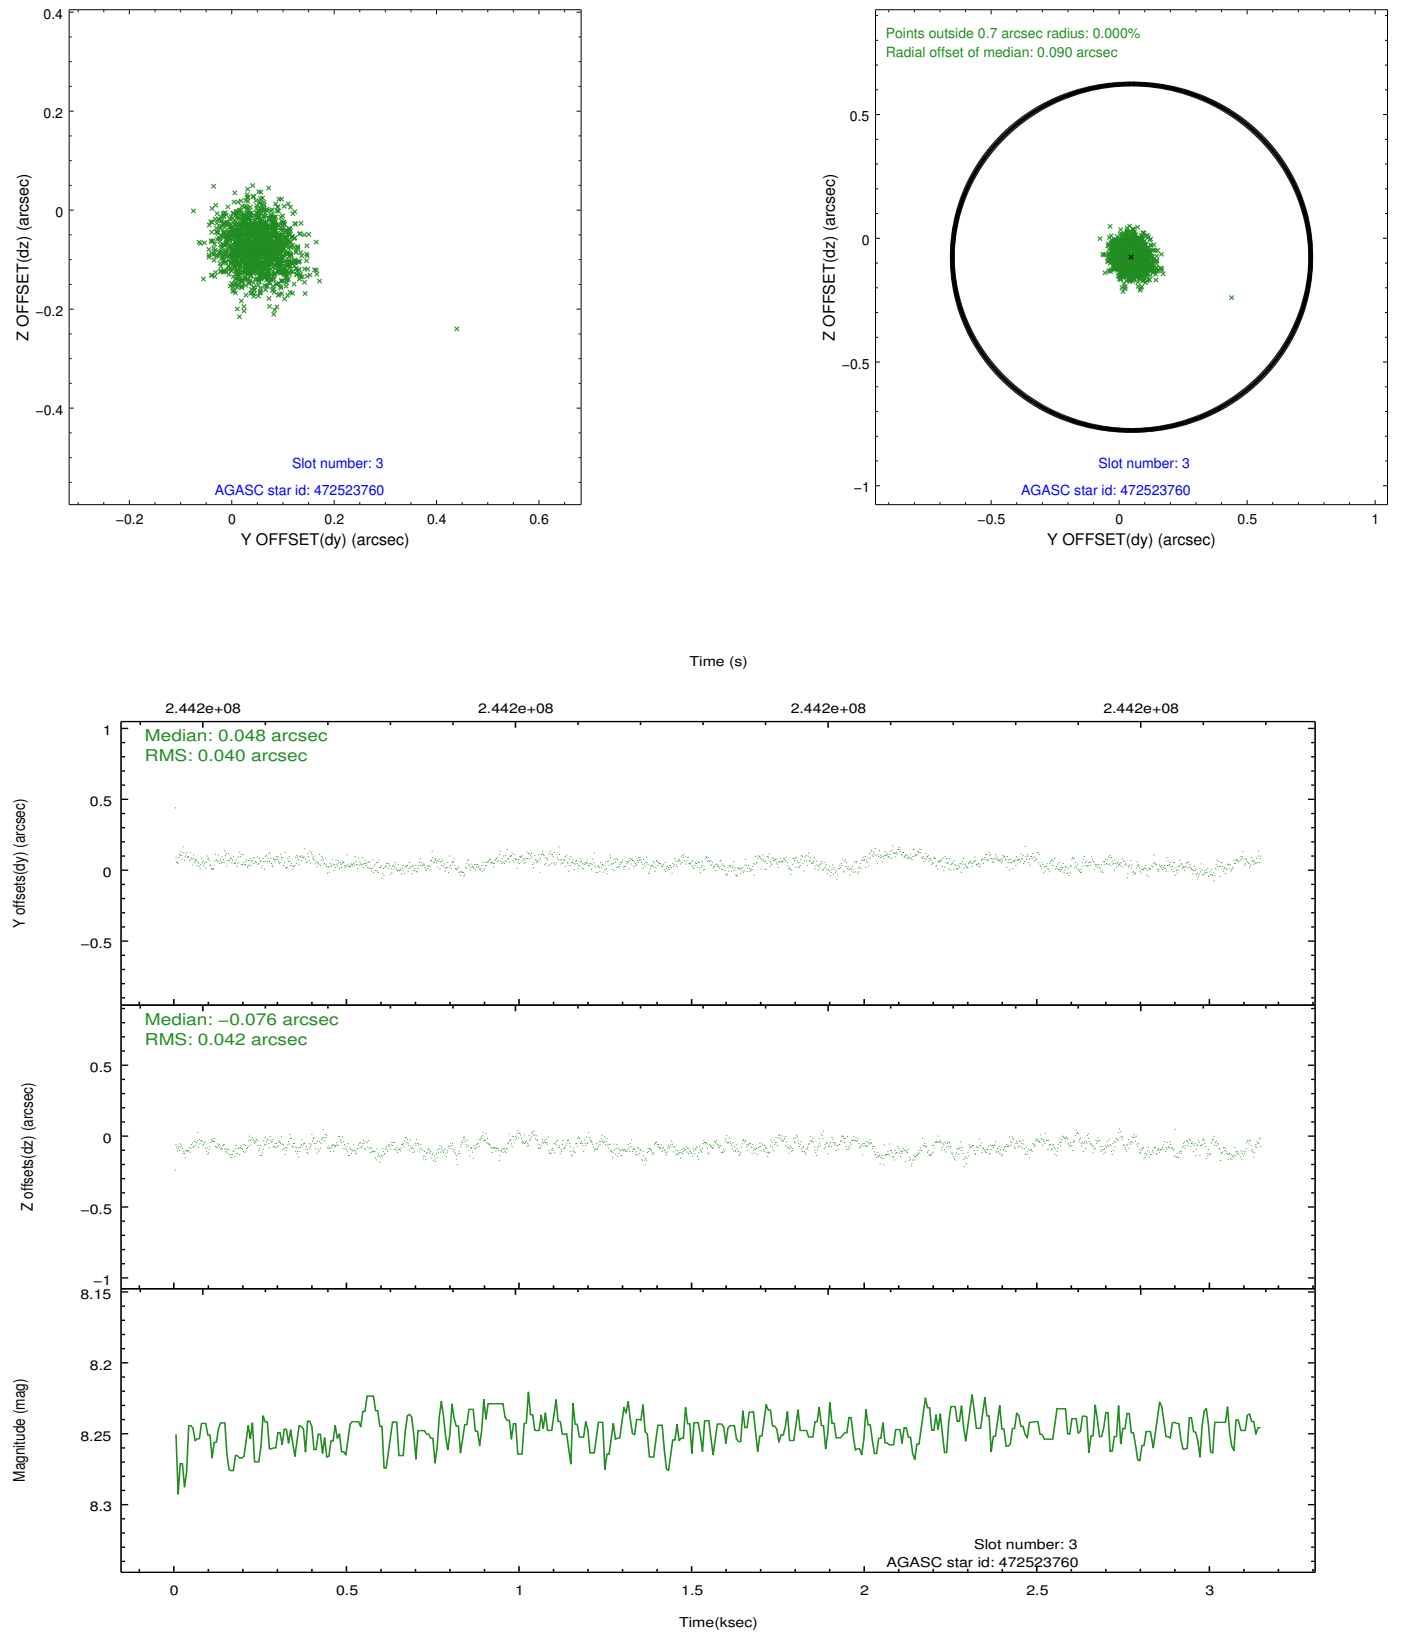 0.4
0.2
0
−0.2
−0.4
Z OFFSET(dz) (arcsec)
Slot number: 3
AGASC star id: 472523760
−0.2
0
0.2
0.4
0.6
Y OFFSET(dy) (arcsec)
Points outside 0.7 arcsec radius: 0.000%
Radial offset of median: 0.090 arcsec
0.5
0
−0.5
−1
Z OFFSET(dz) (arcsec)
Slot number: 3
AGASC star id: 472523760
−0.5
0
0.5
1
Y OFFSET(dy) (arcsec)
Time (s)
2.442e+08
2.442e+08
2.442e+08
2.442e+08
Median: 0.048 arcsec
RMS: 0.040 arcsec
1
0.5
0
−0.5
Y offsets(dy) (arcsec)
Median: −0.076 arcsec
RMS: 0.042 arcsec
0.5
0
−0.5
−1
Z offsets(dz) (arcsec)
8.15
8.2
8.25
8.3
Magnitude (mag)
Slot number: 3
AGASC star id: 472523760
0
0.5
1
1.5
2
2.5
3
Time(ksec)